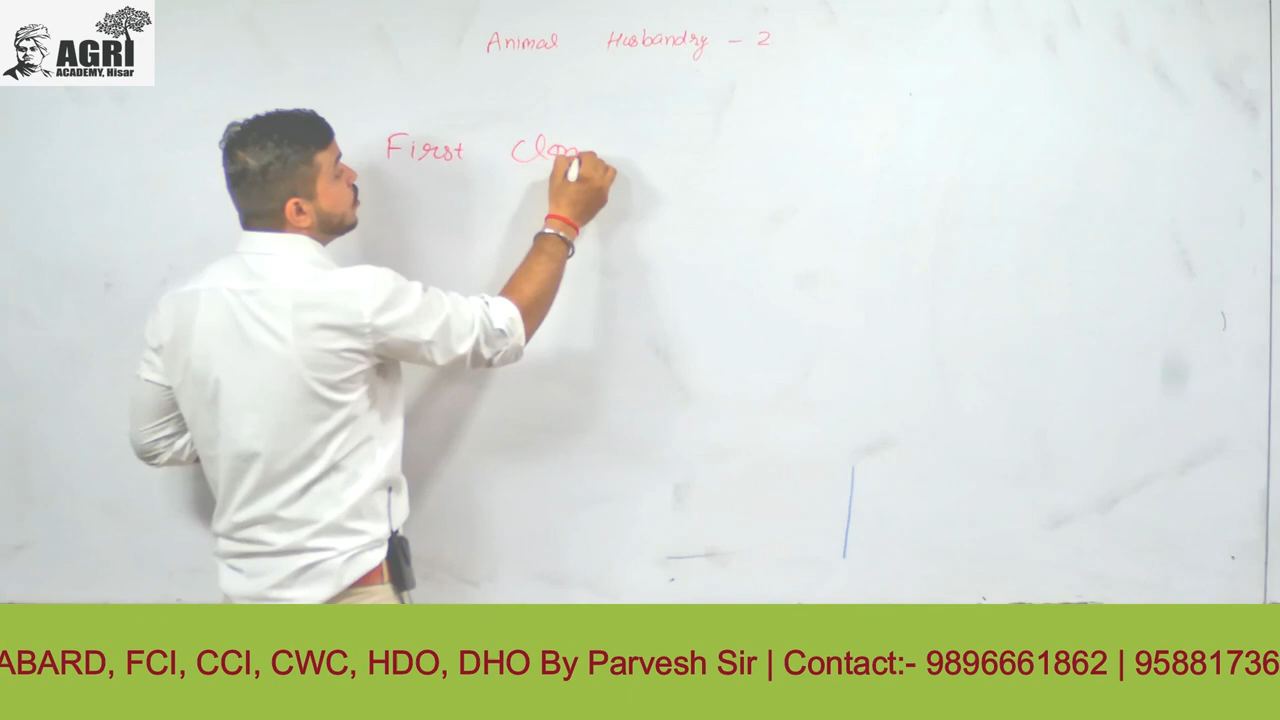 AGRI
ACADEMY, Hisar
Animal Husbandry - 2
First Clon
ABARD, FCI, CCI, CWC, HDO, DHO By Parvesh Sir | Contact:- 9896661862 | 95881736